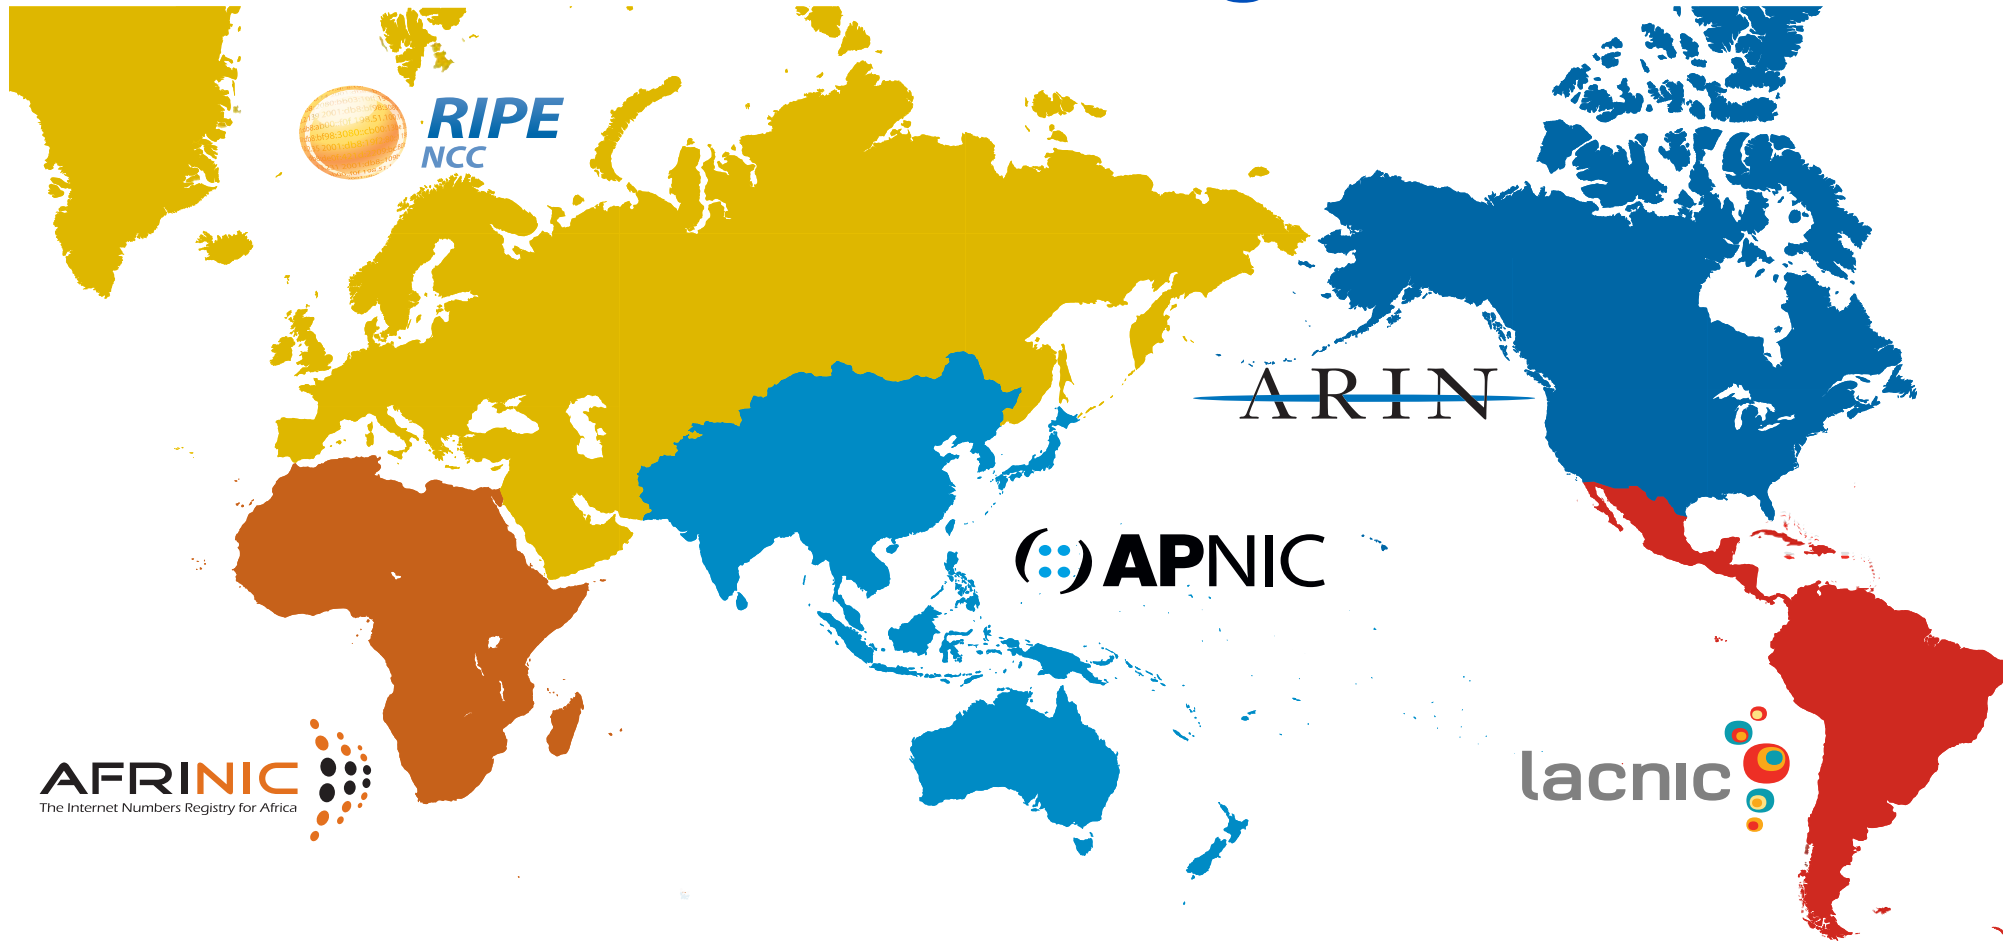 RIPE
NCC
ARIN
APNIC
AFRINIC
The Internet Numbers Registry for Africa
lacnic